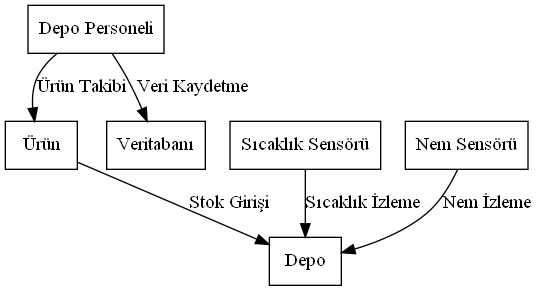 Depo Personeli
Ürün Takibi
Veri Kaydetme
Ürün
Veritabanı
Sıcaklık Sensörü
Nem Sensörü
Stok Girişi
Sıcaklık İzleme
Nem İzleme
Depo